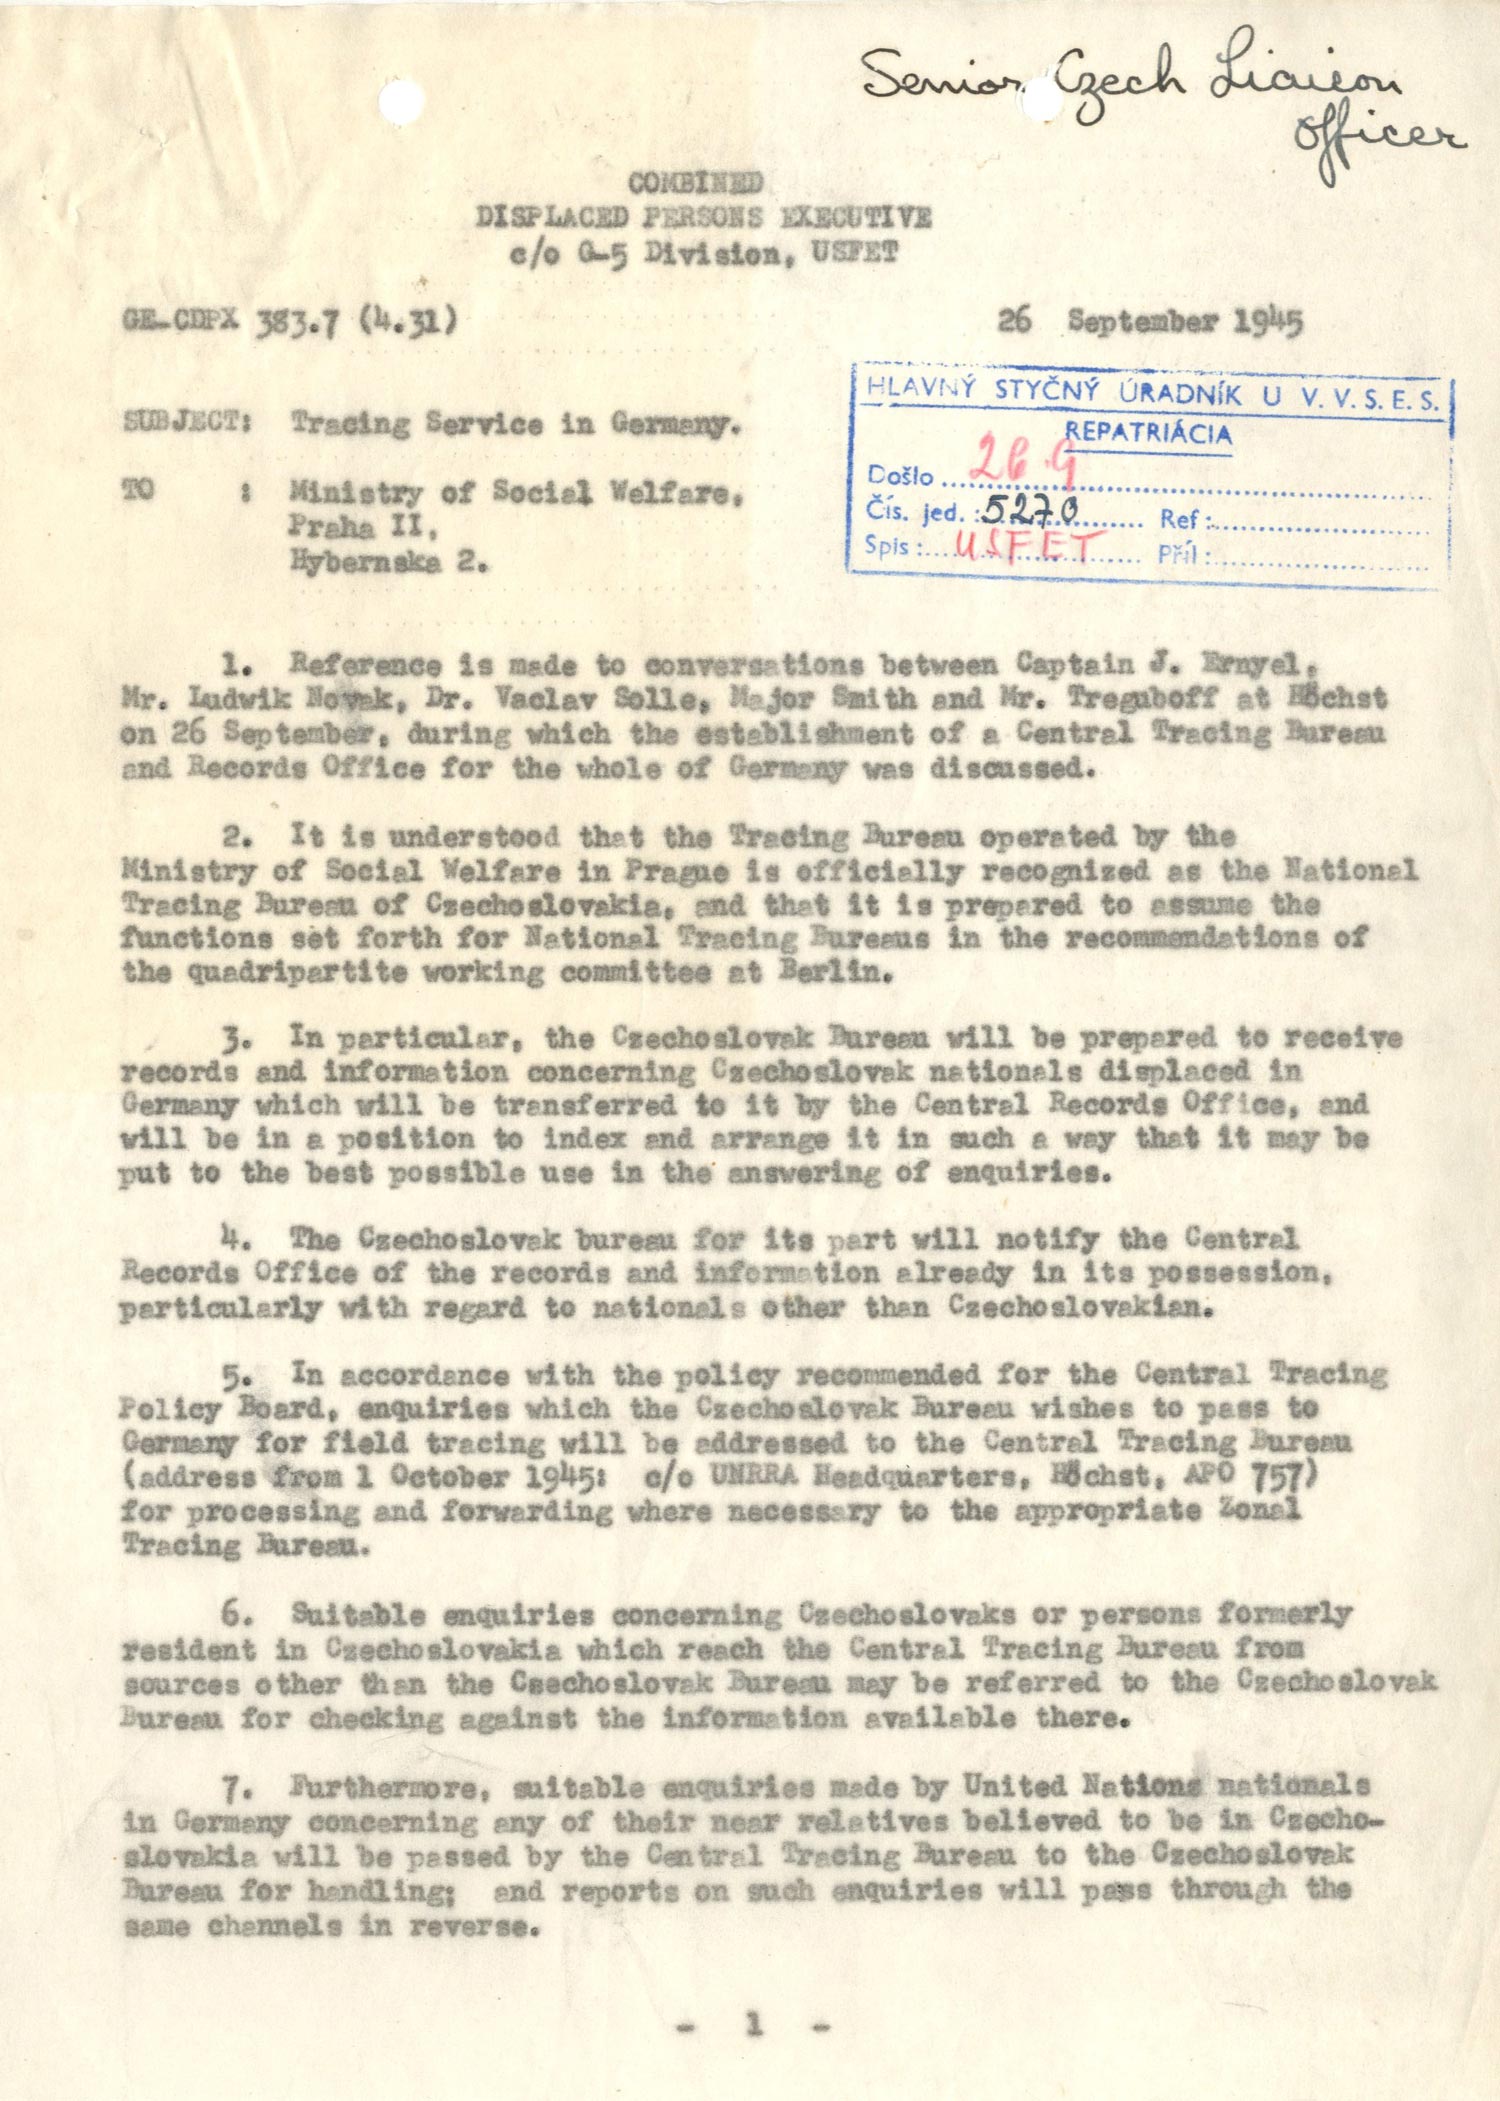 Senior Czech Liaison
Officer
COMBINED
DISPLACED PERSONS EXECUTIVE
c/o G-5 Division, USFET
GE-CDPX 383.7 (4.31)
26 September 1945
HLAVNÝ STYČNÝ ÚRADNÍK U V. V. S. E. S.
REPATRIÁCIA
Došlo 26.9
Čís. jed. : 5270 Ref :
Spis : USFET Příl :
SUBJECT: Tracing Service in Germany.
TO : Ministry of Social Welfare,
Praha II,
Hybernska 2.
1. Reference is made to conversations between Captain J. Ernyel,
Mr. Ludwik Novak, Dr. Vaclav Solle, Major Smith and Mr. Treguboff at Höchst
on 26 September, during which the establishment of a Central Tracing Bureau
and Records Office for the whole of Germany was discussed.
2. It is understood that the Tracing Bureau operated by the
Ministry of Social Welfare in Prague is officially recognized as the National
Tracing Bureau of Czechoslovakia, and that it is prepared to assume the
functions set forth for National Tracing Bureaus in the recommendations of
the quadripartite working committee at Berlin.
3. In particular, the Czechoslovak Bureau will be prepared to receive
records and information concerning Czechoslovak nationals displaced in
Germany which will be transferred to it by the Central Records Office, and
will be in a position to index and arrange it in such a way that it may be
put to the best possible use in the answering of enquiries.
4. The Czechoslovak bureau for its part will notify the Central
Records Office of the records and information already in its possession,
particularly with regard to nationals other than Czechoslovakian.
5. In accordance with the policy recommended for the Central Tracing
Policy Board, enquiries which the Czechoslovak Bureau wishes to pass to
Germany for field tracing will be addressed to the Central Tracing Bureau
(address from 1 October 1945: c/o UNRRA Headquarters, Höchst, APO 757)
for processing and forwarding where necessary to the appropriate Zonal
Tracing Bureau.
6. Suitable enquiries concerning Czechoslovaks or persons formerly
resident in Czechoslovakia which reach the Central Tracing Bureau from
sources other than the Czechoslovak Bureau may be referred to the Czechoslovak
Bureau for checking against the information available there.
7. Furthermore, suitable enquiries made by United Nations nationals
in Germany concerning any of their near relatives believed to be in Czecho-
slovakia will be passed by the Central Tracing Bureau to the Czechoslovak
Bureau for handling; and reports on such enquiries will pass through the
same channels in reverse.
- 1 -